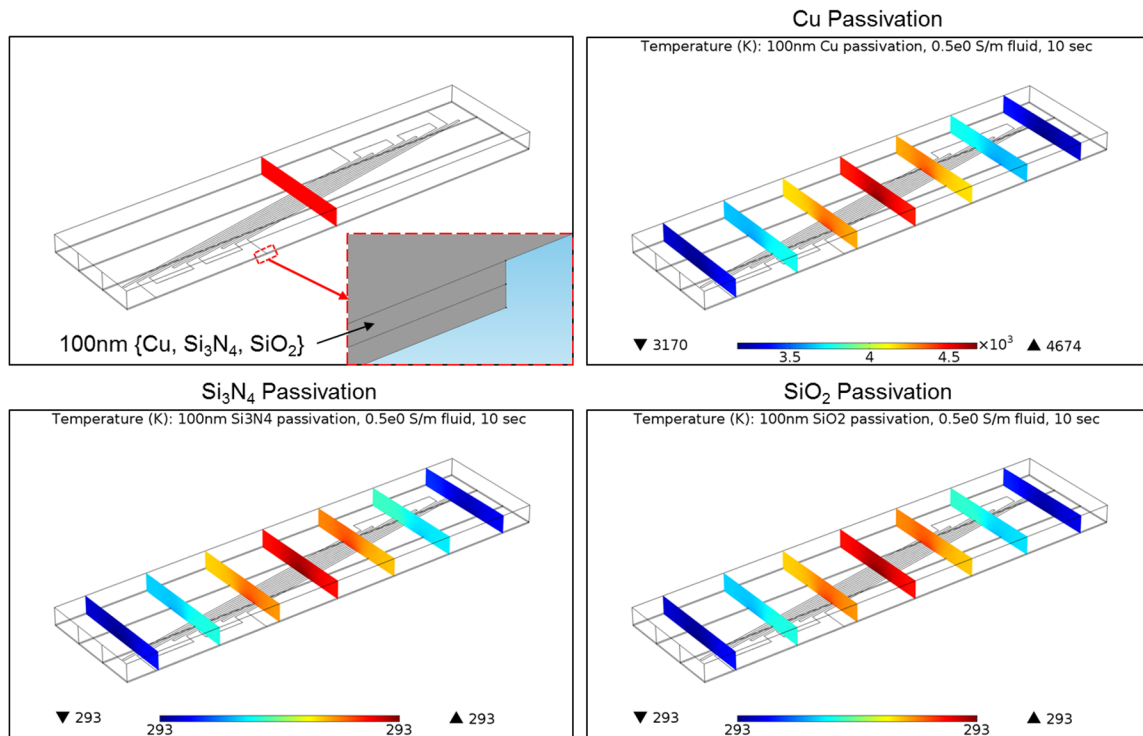 100nm {Cu, Si₃N₄, SiO₂}
Cu Passivation
Temperature (K): 100nm Cu passivation, 0.5e0 S/m fluid, 10 sec
▼ 3170
3.5
4
4.5
×10³
▲ 4674
Si₃N₄ Passivation
Temperature (K): 100nm Si3N4 passivation, 0.5e0 S/m fluid, 10 sec
▼ 293
293
293
▲ 293
SiO₂ Passivation
Temperature (K): 100nm SiO2 passivation, 0.5e0 S/m fluid, 10 sec
▼ 293
293
293
▲ 293